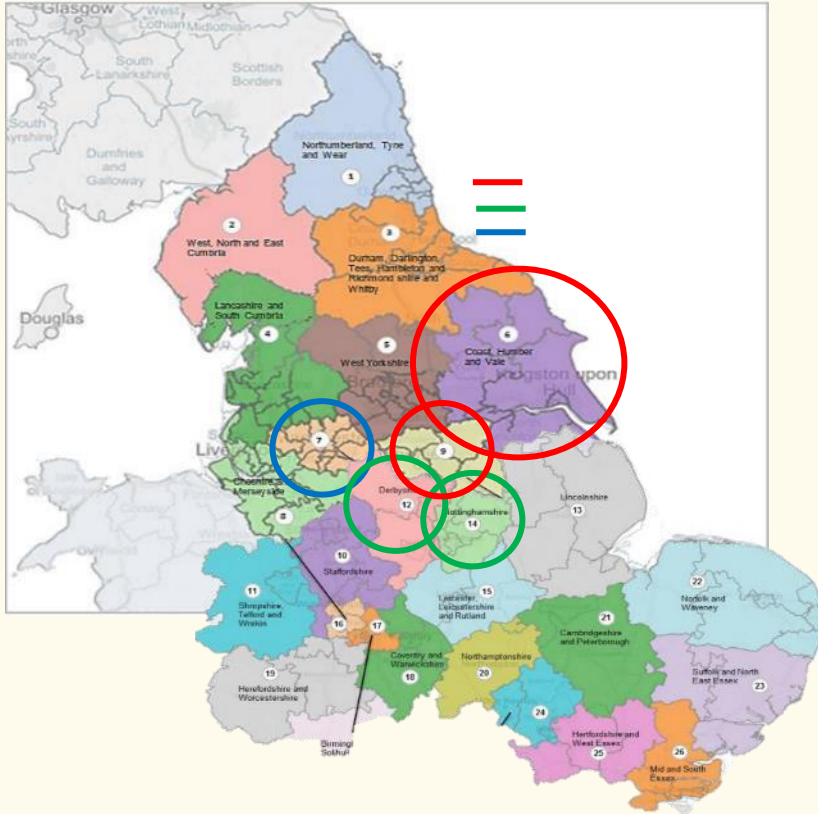 Glasgow
West
Lothian
Midlothian
South
Lanarkshire
Scottish
Borders
South
Ayrshire
Dumfries
and
Galloway
Northumberland, Tyne
and Wear
1
2
West, North and East
Cumbria
3
Durham, Darlington,
Tees, Hambleton and
Richmond shire and
Whitby
Lancashire and
South Cumbria
4
Douglas
5
West Yorkshire
6
Coast, Humber
and Vale
Kingston upon
Hull
7
9
Cheshire &
Merseyside
8
Derbyshire
12
Nottinghamshire
14
Lincolnshire
13
10
Staffordshire
11
Shropshire,
Telford and
Wrekin
15
Leicester,
Leicestershire
and Rutland
22
Norfolk and
Waveney
21
Cambridgeshire
and Peterborough
16
17
Coventry and
Warwickshire
18
Northamptonshire
20
19
Herefordshire and
Worcestershire
Suffolk and North
East Essex
23
24
Hertfordshire and
West Essex
25
26
Mid and South
Essex
Solihull